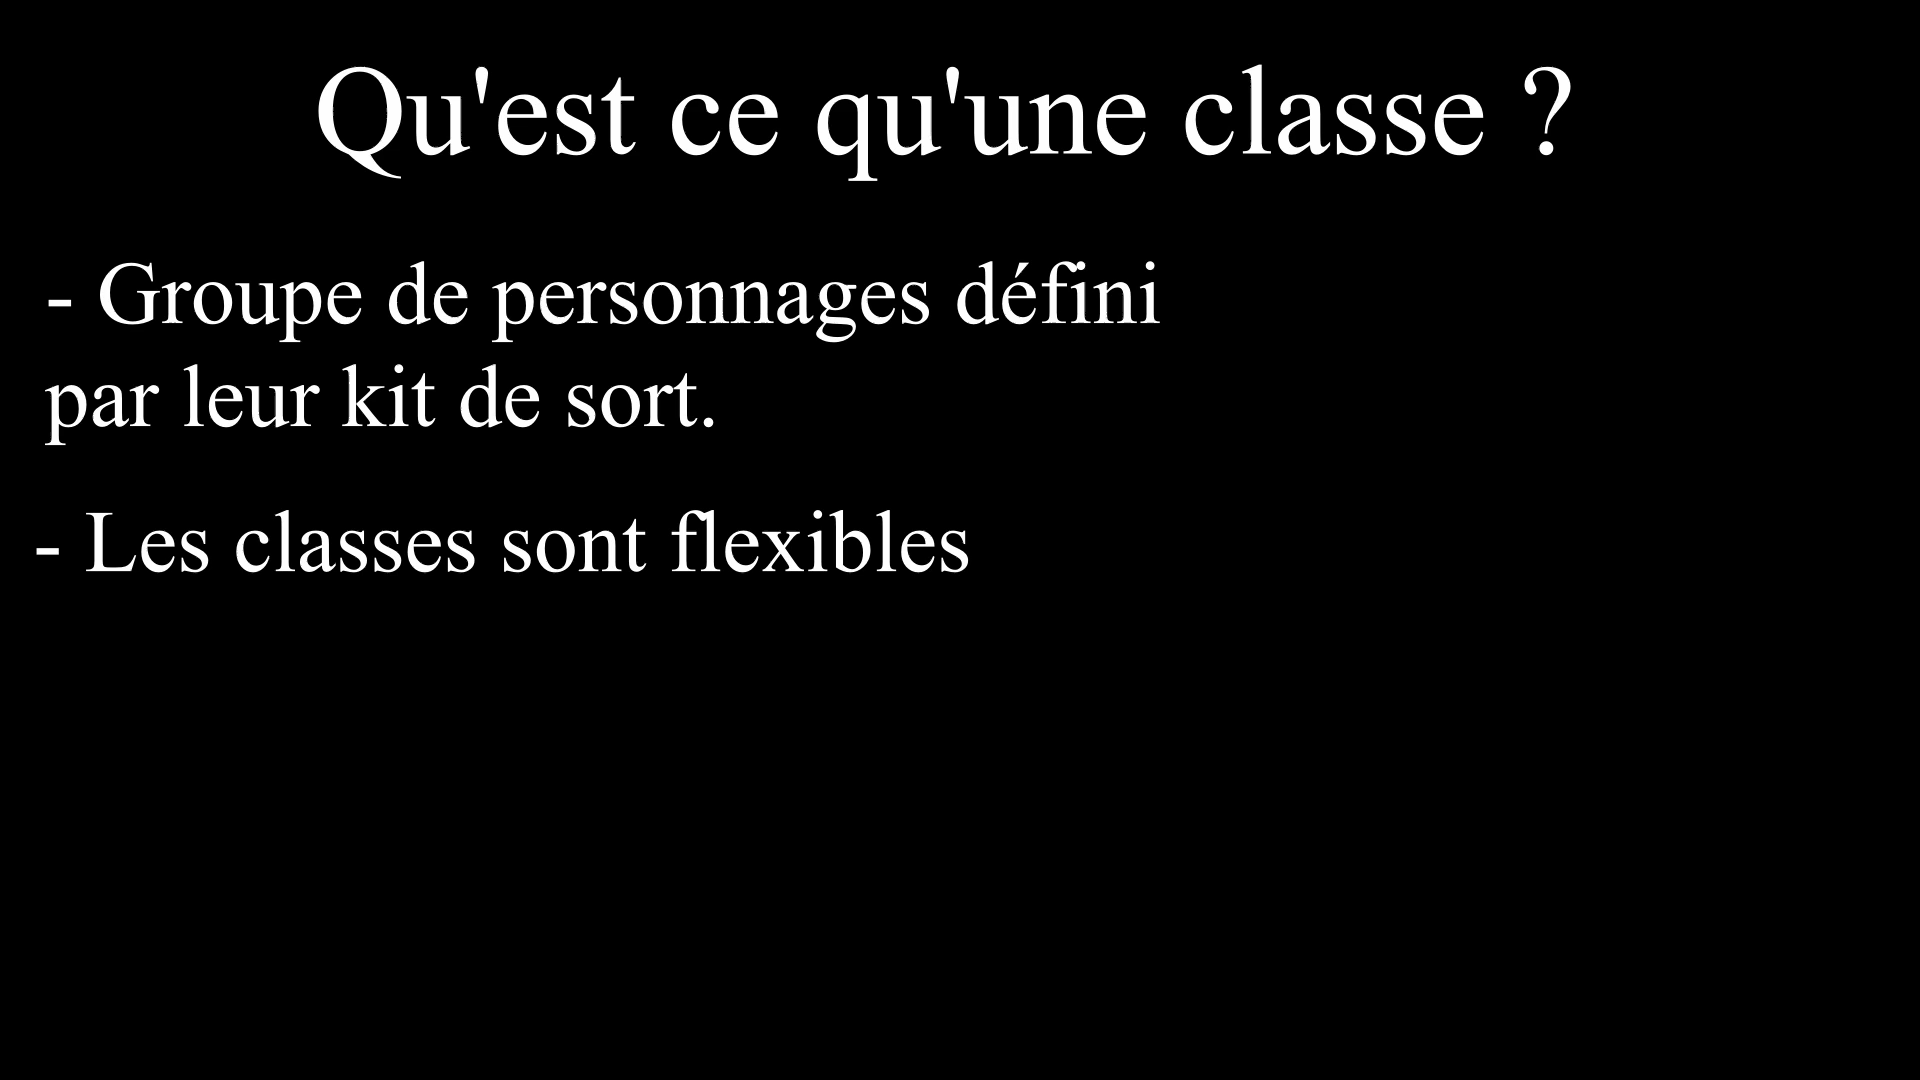 Qu'est ce qu'une classe ?
- Groupe de personnages défini
par leur kit de sort.
- Les classes sont flexibles